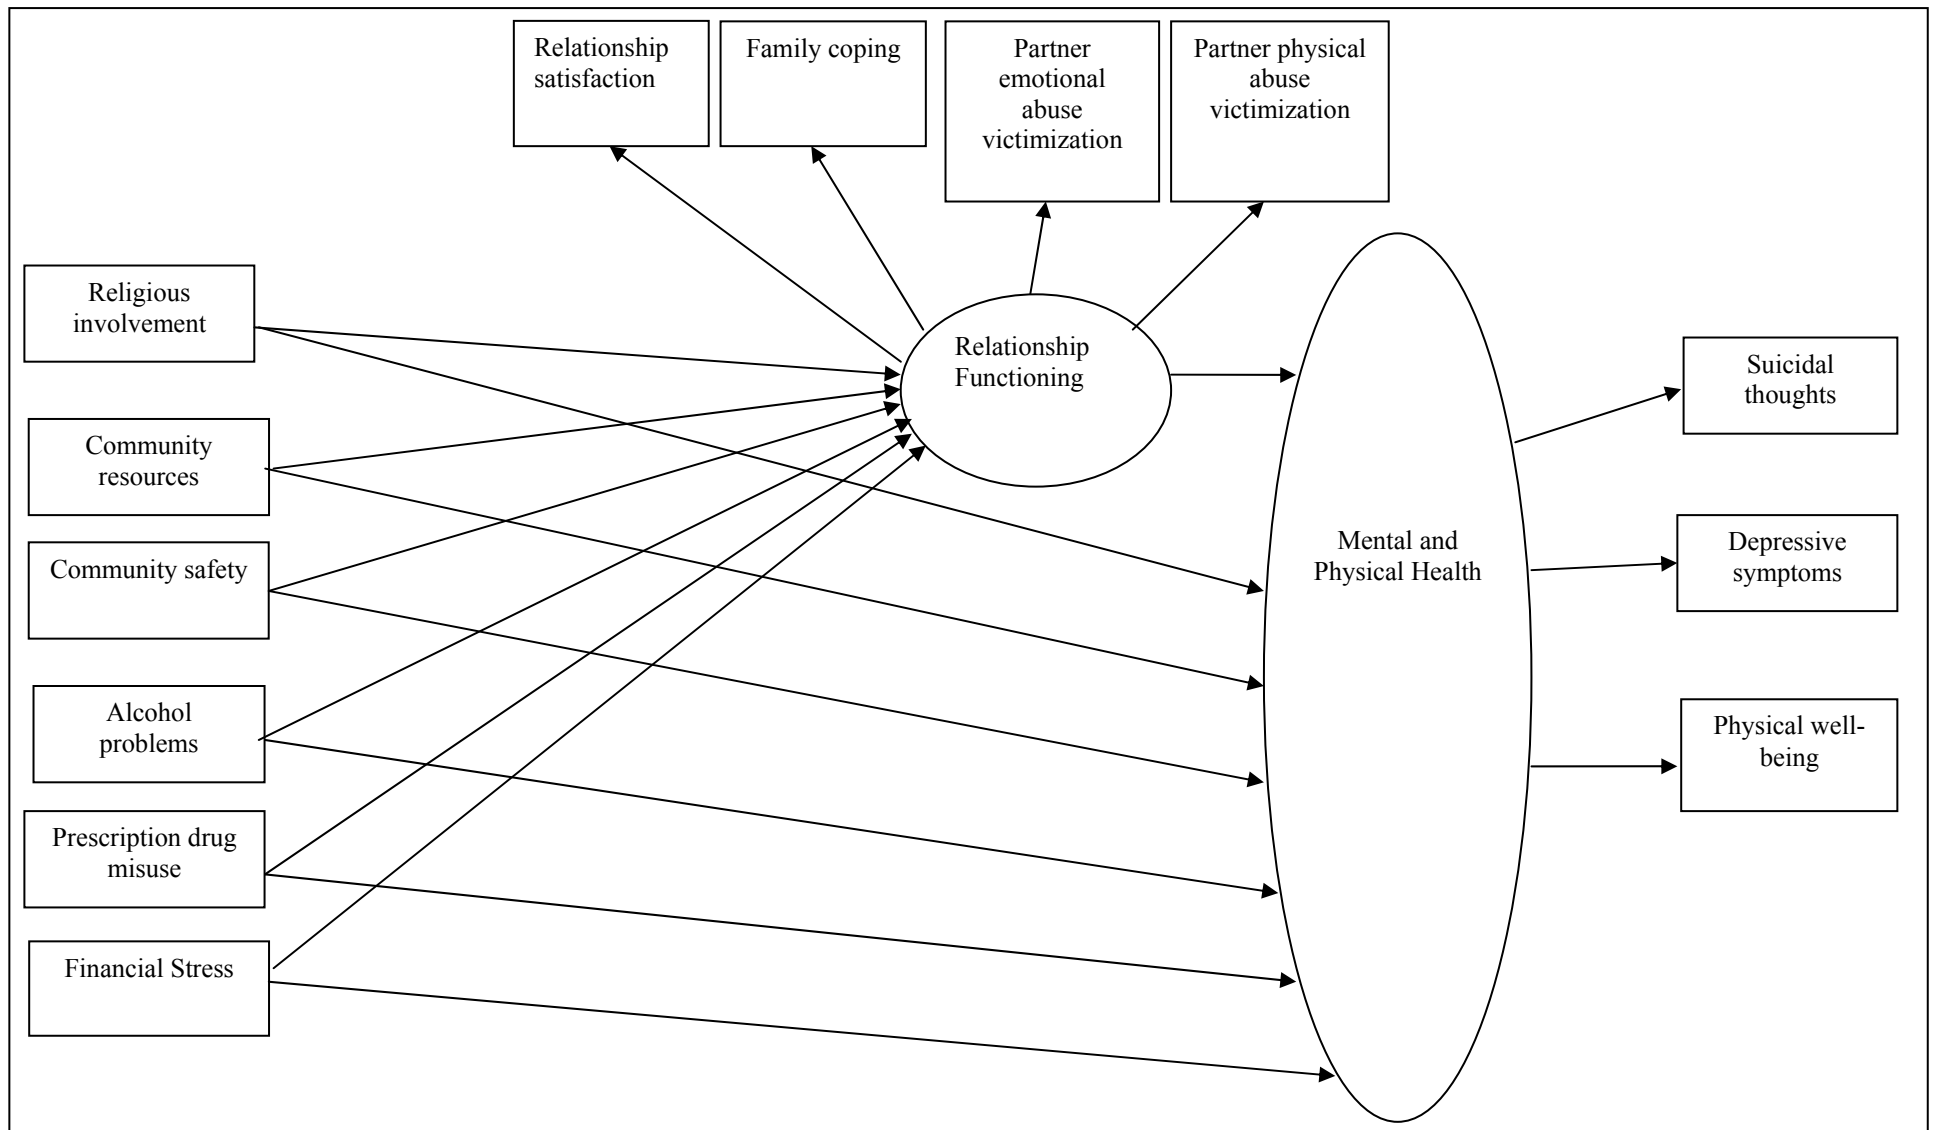 Relationship
satisfaction
Family coping
Partner
emotional
abuse
victimization
Partner physical
abuse
victimization
Religious
involvement
Relationship
Functioning
Suicidal
thoughts
Community
resources
Community safety
Mental and
Physical Health
Depressive
symptoms
Alcohol
problems
Physical well-
being
Prescription drug
misuse
Financial Stress